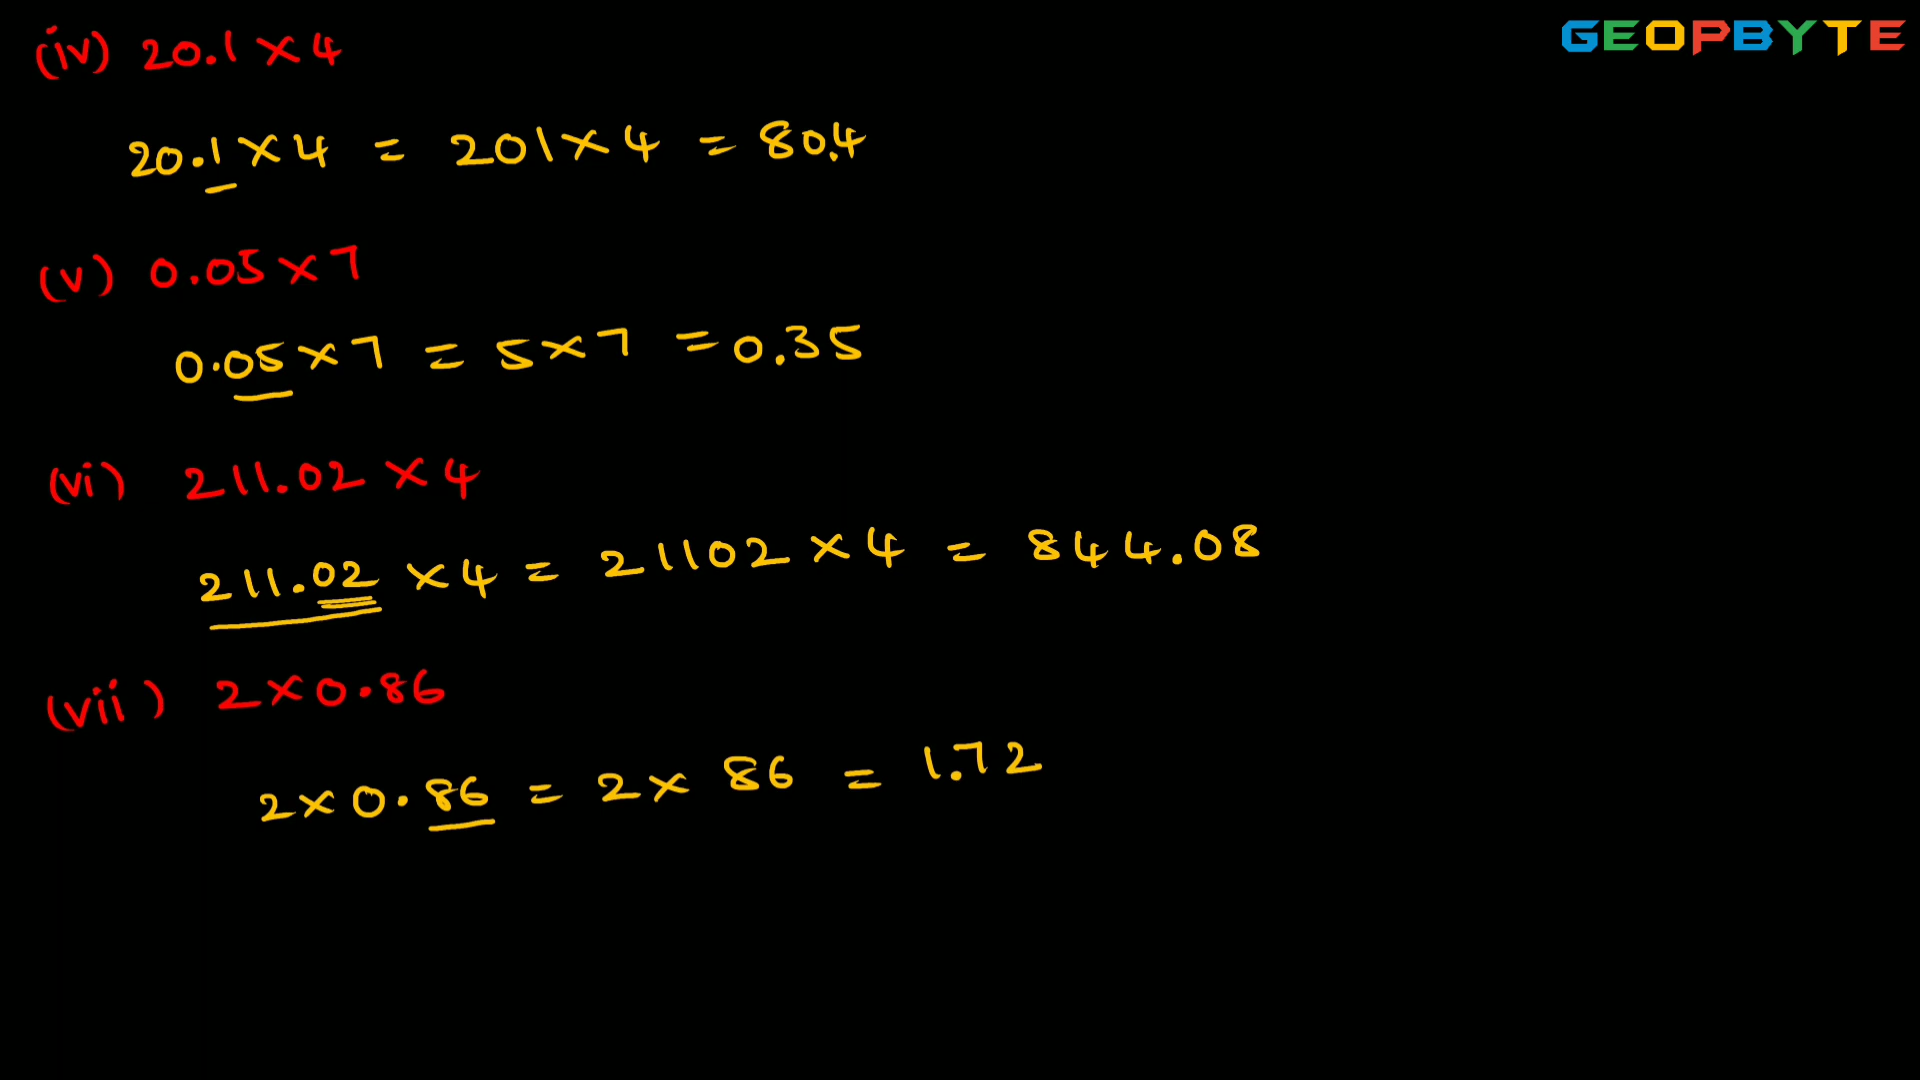 GEOPBYTE
(iv) 20.1 × 4
20.1 × 4 = 201 × 4 = 80.4
(v) 0.05 × 7
0.05 × 7 = 5 × 7 = 0.35
(vi) 211.02 × 4
211.02 × 4 = 21102 × 4 = 844.08
(vii) 2 × 0.86
2 × 0.86 = 2 × 86 = 1.72